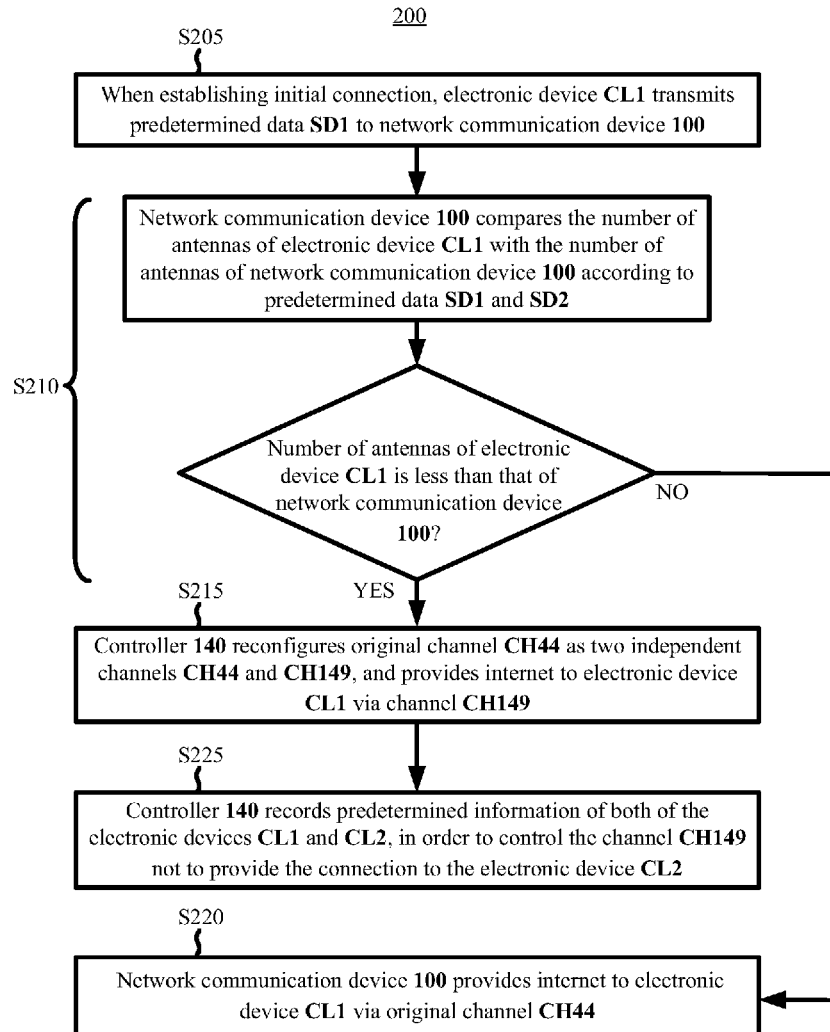 200
S205
When establishing initial connection, electronic device CL1 transmits
predetermined data SD1 to network communication device 100
Network communication device 100 compares the number of
antennas of electronic device CL1 with the number of
antennas of network communication device 100 according to
predetermined data SD1 and SD2
S210
Number of antennas of electronic
device CL1 is less than that of
network communication device
100?
NO
YES
S215
Controller 140 reconfigures original channel CH44 as two independent
channels CH44 and CH149, and provides internet to electronic device
CL1 via channel CH149
S225
Controller 140 records predetermined information of both of the
electronic devices CL1 and CL2, in order to control the channel CH149
not to provide the connection to the electronic device CL2
S220
Network communication device 100 provides internet to electronic
device CL1 via original channel CH44